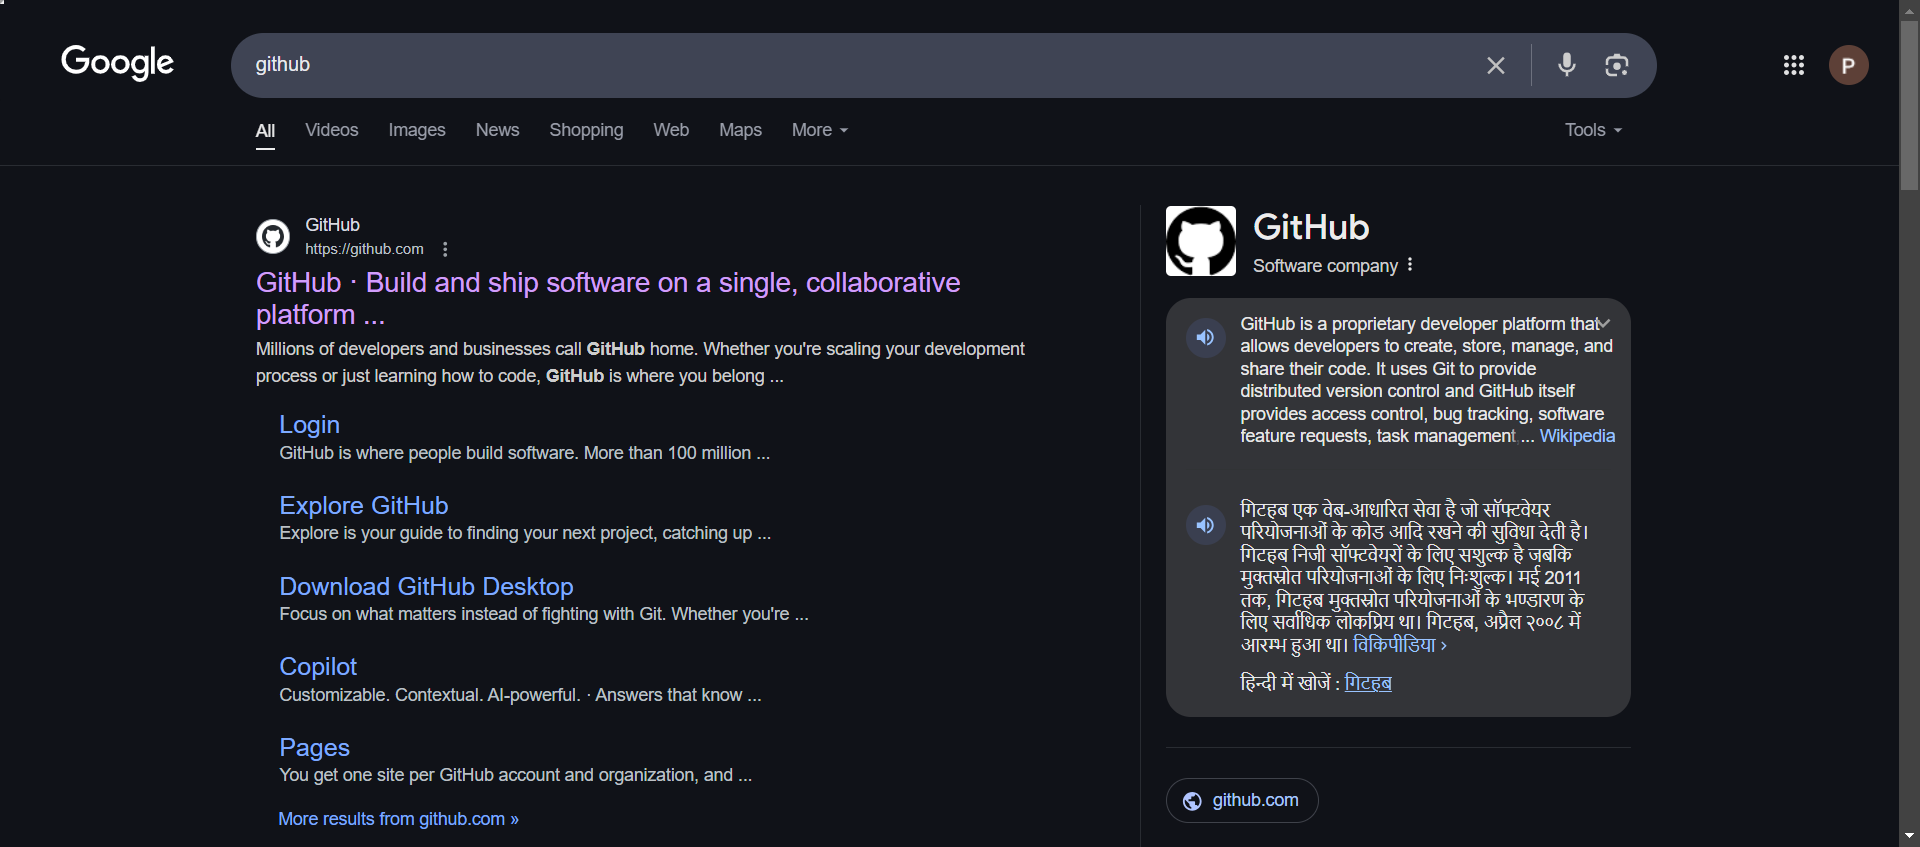 Google
github
P
All
Videos
Images
News
Shopping
Web
Maps
More
Tools
GitHub
https://github.com
GitHub · Build and ship software on a single, collaborative
platform ...
Millions of developers and businesses call GitHub home. Whether you're scaling your development
process or just learning how to code, GitHub is where you belong ...
Login
GitHub is where people build software. More than 100 million ...
Explore GitHub
Explore is your guide to finding your next project, catching up ...
Download GitHub Desktop
Focus on what matters instead of fighting with Git. Whether you're ...
Copilot
Customizable. Contextual. AI-powerful. · Answers that know ...
Pages
You get one site per GitHub account and organization, and ...
More results from github.com »
GitHub
Software company
GitHub is a proprietary developer platform that
allows developers to create, store, manage, and
share their code. It uses Git to provide
distributed version control and GitHub itself
provides access control, bug tracking, software
feature requests, task management, ... Wikipedia
गिटहब एक वेब-आधारित सेवा है जो सॉफ्टवेयर
परियोजनाओं के कोड आदि रखने की सुविधा देती है।
गिटहब निजी सॉफ्टवेयरों के लिए सशुल्क है जबकि
मुक्तस्रोत परियोजनाओं के लिए निःशुल्क। मई 2011
तक, गिटहब मुक्तस्रोत परियोजनाओं के भण्डारण के
लिए सर्वाधिक लोकप्रिय था। गिटहब, अप्रैल २००८ में
आरम्भ हुआ था। विकिपीडिया ›
हिन्दी में खोजें : गिटहब
github.com